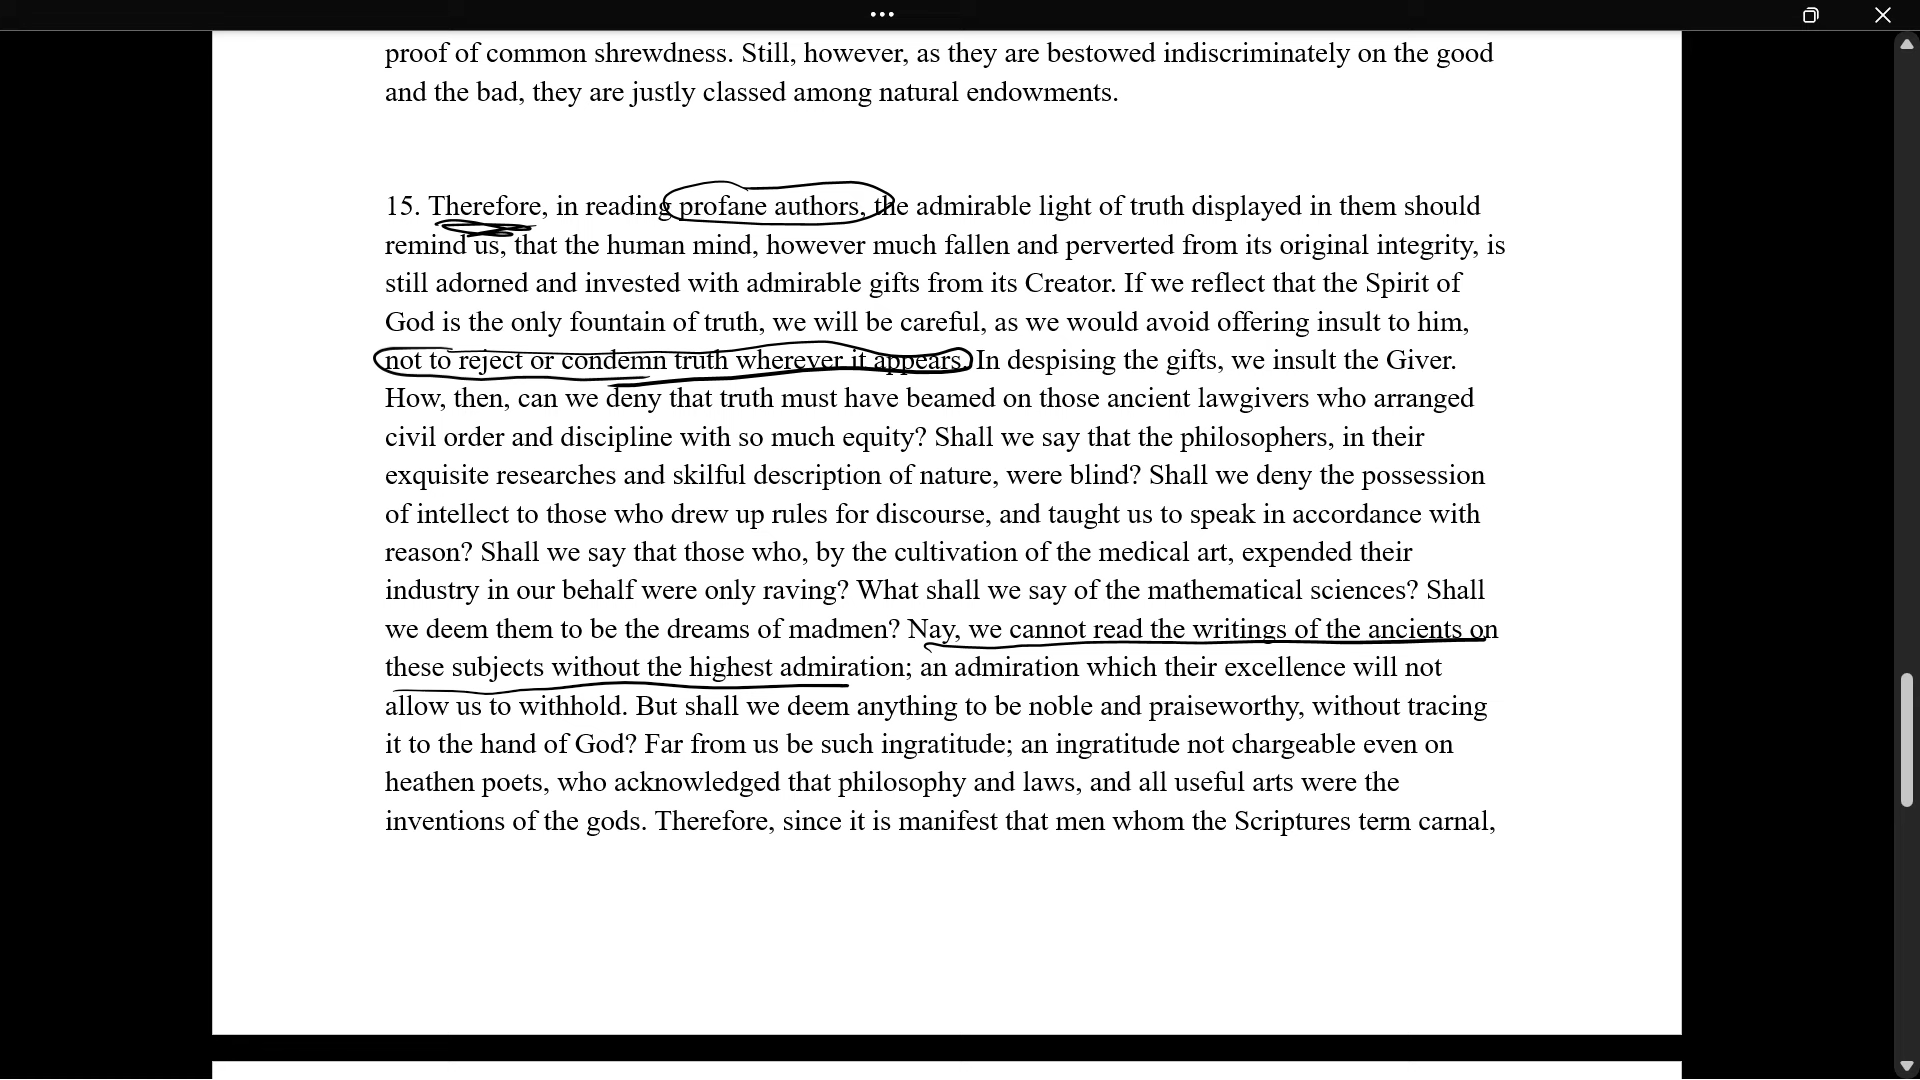 proof of common shrewdness. Still, however, as they are bestowed indiscriminately on the good
and the bad, they are justly classed among natural endowments.
15. Therefore, in reading profane authors, the admirable light of truth displayed in them should
remind us, that the human mind, however much fallen and perverted from its original integrity, is
still adorned and invested with admirable gifts from its Creator. If we reflect that the Spirit of
God is the only fountain of truth, we will be careful, as we would avoid offering insult to him,
not to reject or condemn truth wherever it appears. In despising the gifts, we insult the Giver.
How, then, can we deny that truth must have beamed on those ancient lawgivers who arranged
civil order and discipline with so much equity? Shall we say that the philosophers, in their
exquisite researches and skilful description of nature, were blind? Shall we deny the possession
of intellect to those who drew up rules for discourse, and taught us to speak in accordance with
reason? Shall we say that those who, by the cultivation of the medical art, expended their
industry in our behalf were only raving? What shall we say of the mathematical sciences? Shall
we deem them to be the dreams of madmen? Nay, we cannot read the writings of the ancients on
these subjects without the highest admiration; an admiration which their excellence will not
allow us to withhold. But shall we deem anything to be noble and praiseworthy, without tracing
it to the hand of God? Far from us be such ingratitude; an ingratitude not chargeable even on
heathen poets, who acknowledged that philosophy and laws, and all useful arts were the
inventions of the gods. Therefore, since it is manifest that men whom the Scriptures term carnal,